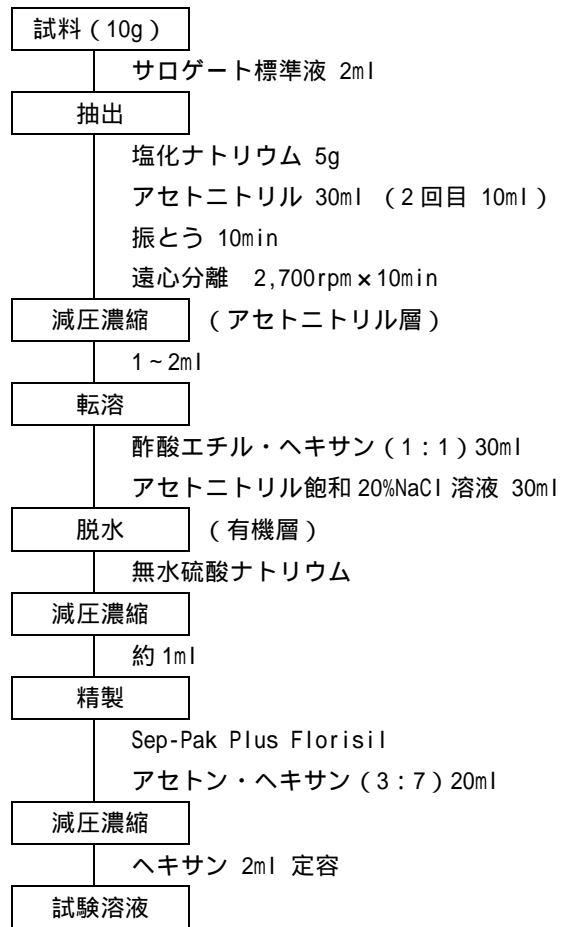 試料（10g）
サロゲート標準液 2ml
抽出
塩化ナトリウム 5g
アセトニトリル 30ml （2回目 10ml）
振とう 10min
遠心分離 2,700rpm×10min
減圧濃縮 （アセトニトリル層）
1～2ml
転溶
酢酸エチル・ヘキサン（1：1）30ml
アセトニトリル飽和 20%NaCl 溶液 30ml
脱水 （有機層）
無水硫酸ナトリウム
減圧濃縮
約 1ml
精製
Sep-Pak Plus Florisil
アセトン・ヘキサン（3：7）20ml
減圧濃縮
ヘキサン 2ml 定容
試験溶液